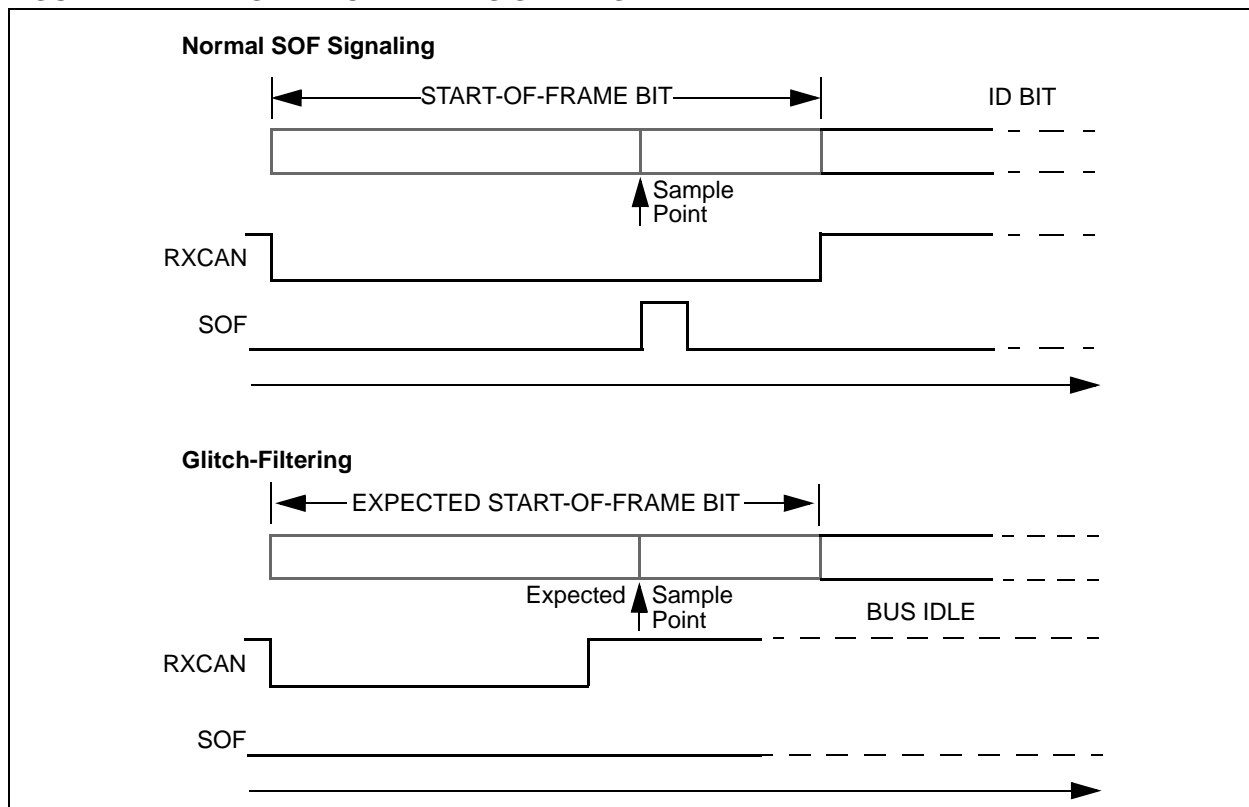 Normal SOF Signaling
START-OF-FRAME BIT
ID BIT
Sample
Point
RXCAN
SOF
Glitch-Filtering
EXPECTED START-OF-FRAME BIT
Expected Sample
Point
BUS IDLE
RXCAN
SOF